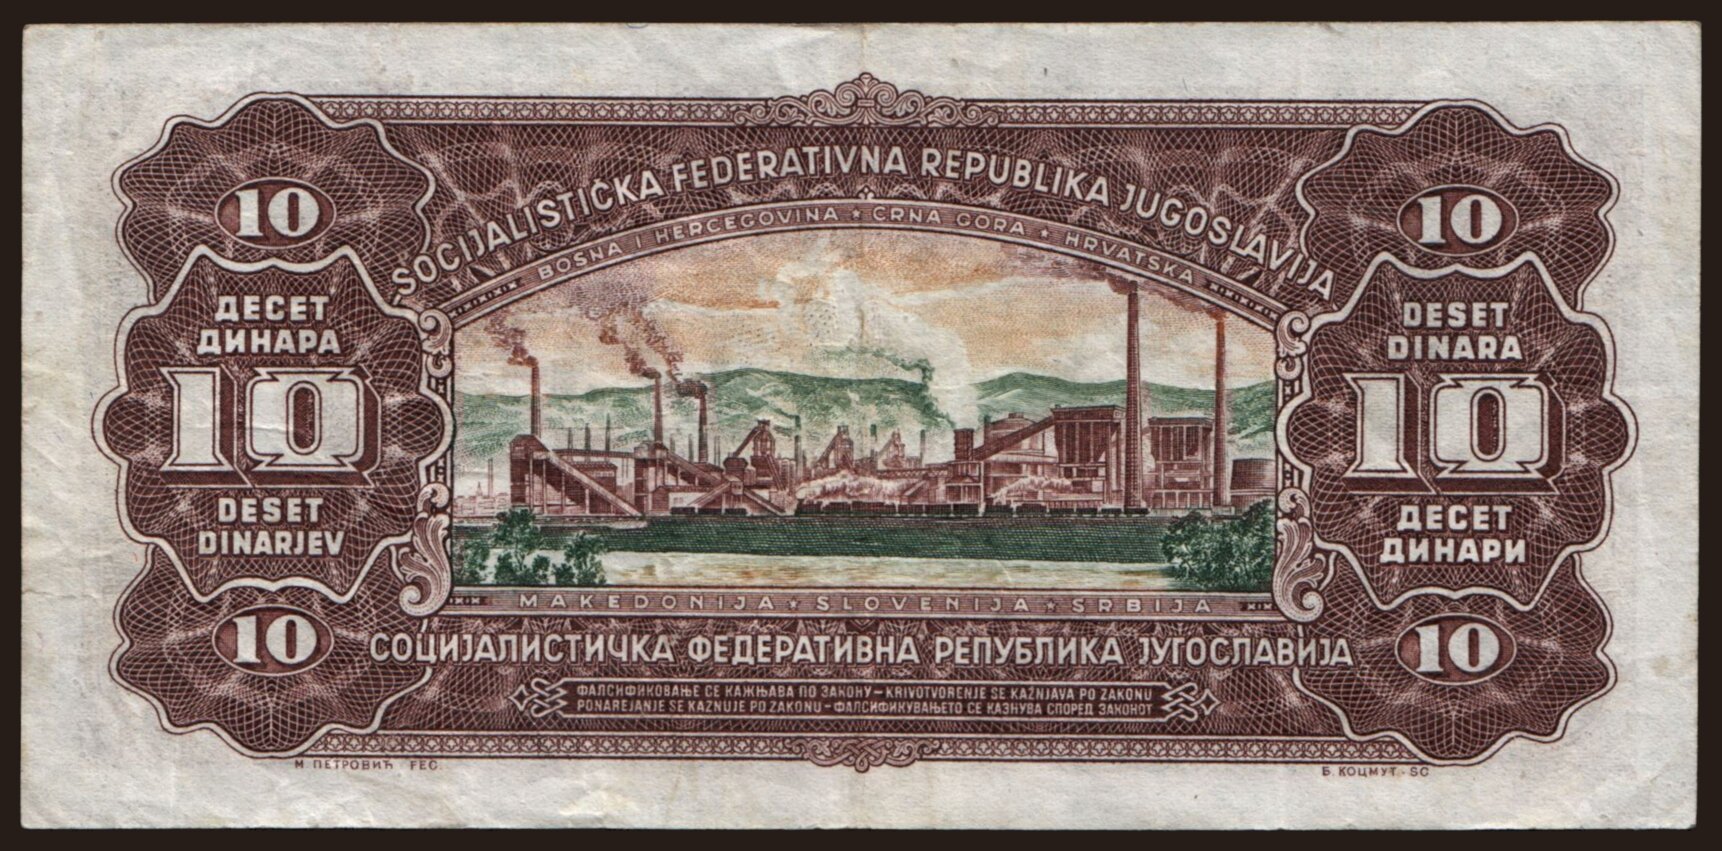 SOCIJALISTIČKA FEDERATIVNA REPUBLIKA JUGOSLAVIJA
BOSNA I HERCEGOVINA ★ CRNA GORA ★ HRVATSKA
10
10
ДЕСЕТ
ДИНАРА
10
DESET
DINARJEV
DESET
DINARA
10
ДЕСЕТ
ДИНАРИ
MAKEDONIJA ★ SLOVENIJA ★ SRBIJA
10
СОЦИЈАЛИСТИЧКА ФЕДЕРАТИВНА РЕПУБЛИКА ЈУГОСЛАВИЈА
10
ФАЛСИФИКОВАЊЕ СЕ КАЖЊАВА ПО ЗАКОНУ – KRIVOTVORENJE SE KAŽNJAVA PO ZAKONU
PONAREJANJE SE KAZNUJE PO ZAKONU – ФАЛСИФИКУВАЊЕТО СЕ КАЗНУВА СПОРЕД ЗАКОНОТ
М. ПЕТРОВИЋ · FEC.
Б. КОЦМУТ · SC